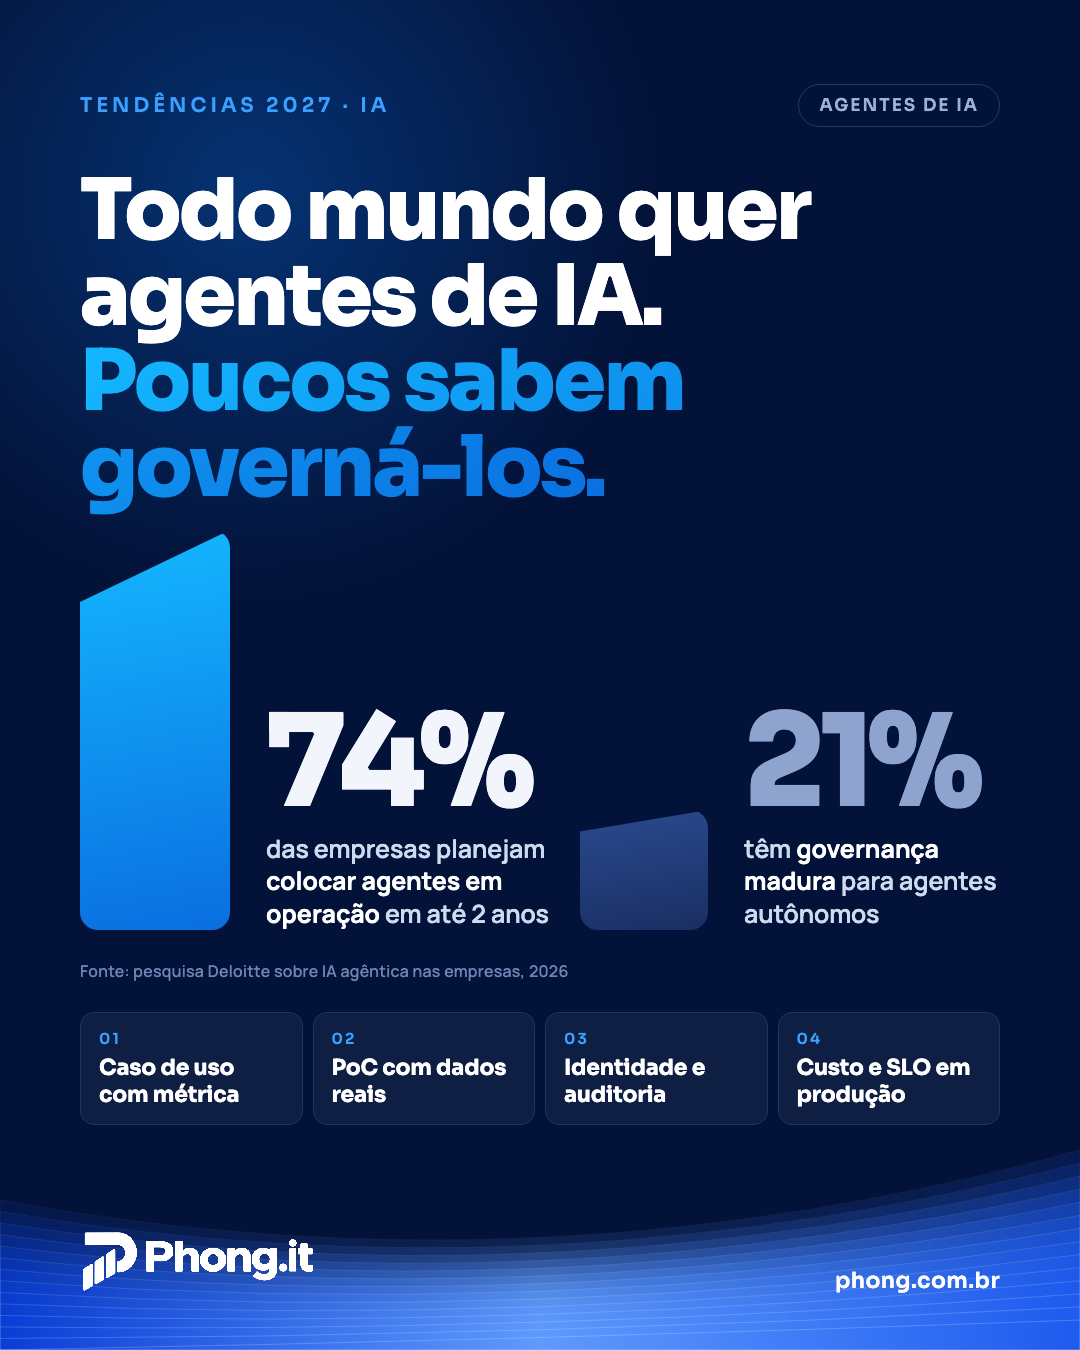 TENDÊNCIAS 2027 · IA
AGENTES DE IA
Todo mundo quer
agentes de IA.
Poucos sabem
governá-los.
74%
das empresas planejam
colocar agentes em
operação em até 2 anos
21%
têm governança
madura para agentes
autônomos
Fonte: pesquisa Deloitte sobre IA agêntica nas empresas, 2026
01
Caso de uso
com métrica
02
PoC com dados
reais
03
Identidade e
auditoria
04
Custo e SLO em
produção
Phong.it
phong.com.br